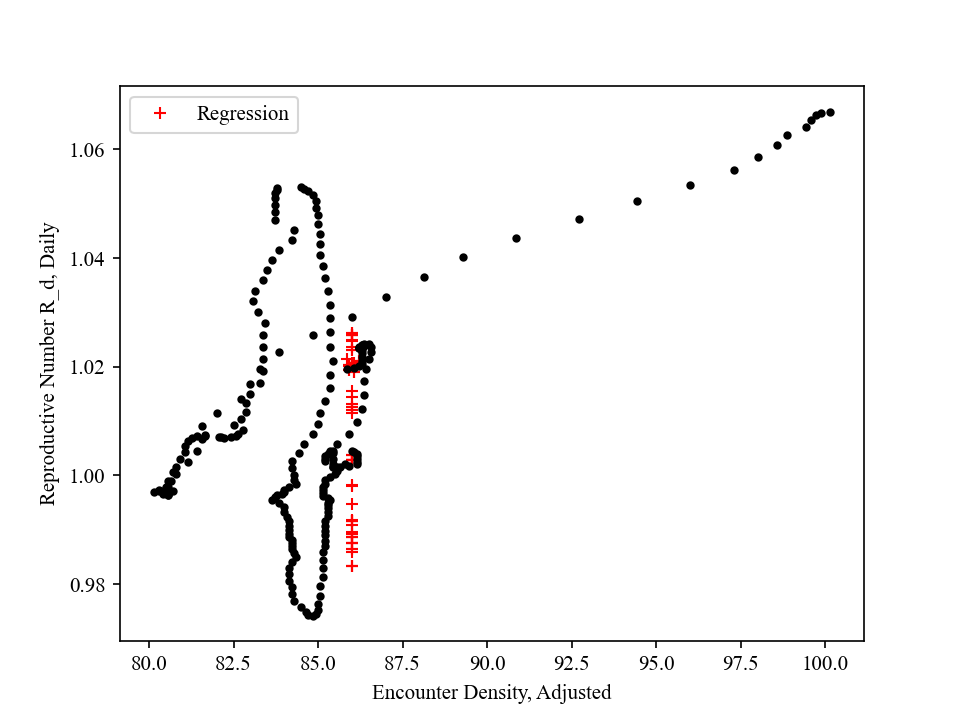 Regression
1.06
1.04
1.02
1.00
0.98
Reproductive Number R_d, Daily
80.0 82.5 85.0 87.5 90.0 92.5 95.0 97.5 100.0
Encounter Density, Adjusted